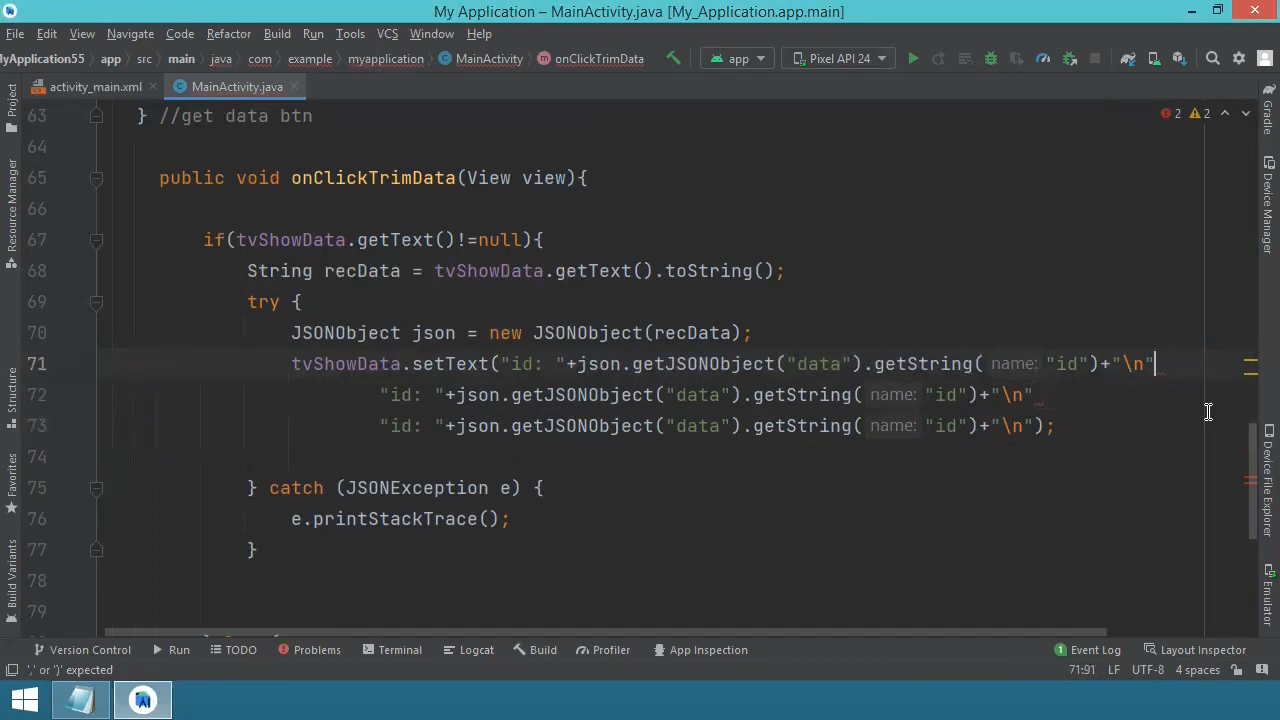 My Application – MainActivity.java [My_Application.app.main]
File Edit View Navigate Code Refactor Build Run Tools VCS Window Help
MyApplication55 app src main java com example myapplication MainActivity onClickTrimData app Pixel API 24
activity_main.xml MainActivity.java
2 2
63 } //get data btn
64
65 public void onClickTrimData(View view){
66
67 if(tvShowData.getText()!=null){
68 String recData = tvShowData.getText().toString();
69 try {
70 JSONObject json = new JSONObject(recData);
71 tvShowData.setText("id: "+json.getJSONObject("data").getString( name: "id")+"\n"
72 "id: "+json.getJSONObject("data").getString( name: "id")+"\n"
73 "id: "+json.getJSONObject("data").getString( name: "id")+"\n");
74
75 } catch (JSONException e) {
76 e.printStackTrace();
77 }
78
79
Project
Resource Manager
Structure
Favorites
Build Variants
Gradle
Device Manager
Device File Explorer
Emulator
Version Control Run TODO Problems Terminal Logcat Build Profiler App Inspection 1 Event Log Layout Inspector
',' or ')' expected 71:91 LF UTF-8 4 spaces